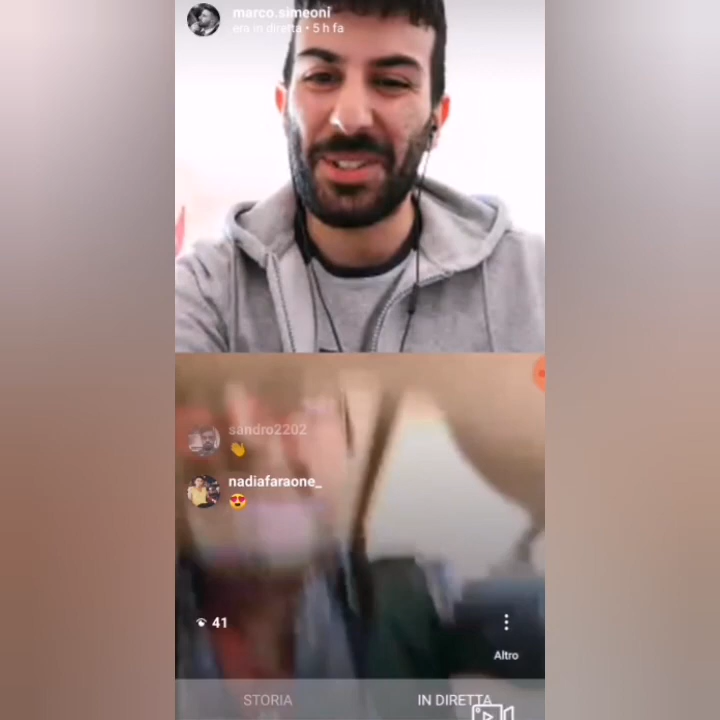 marco.simeoni
era in diretta • 5 h fa
sandro2202
👏
nadiafaraone_
😍
41
Altro
STORIA
IN DIRETTA